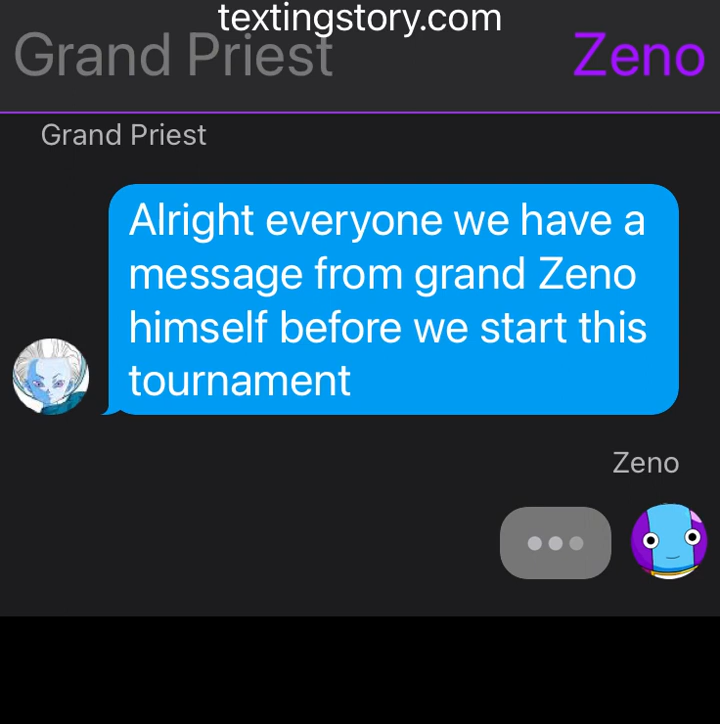 textingstory.com
Grand Priest
Zeno
Grand Priest
Alright everyone we have a
message from grand Zeno
himself before we start this
tournament
Zeno